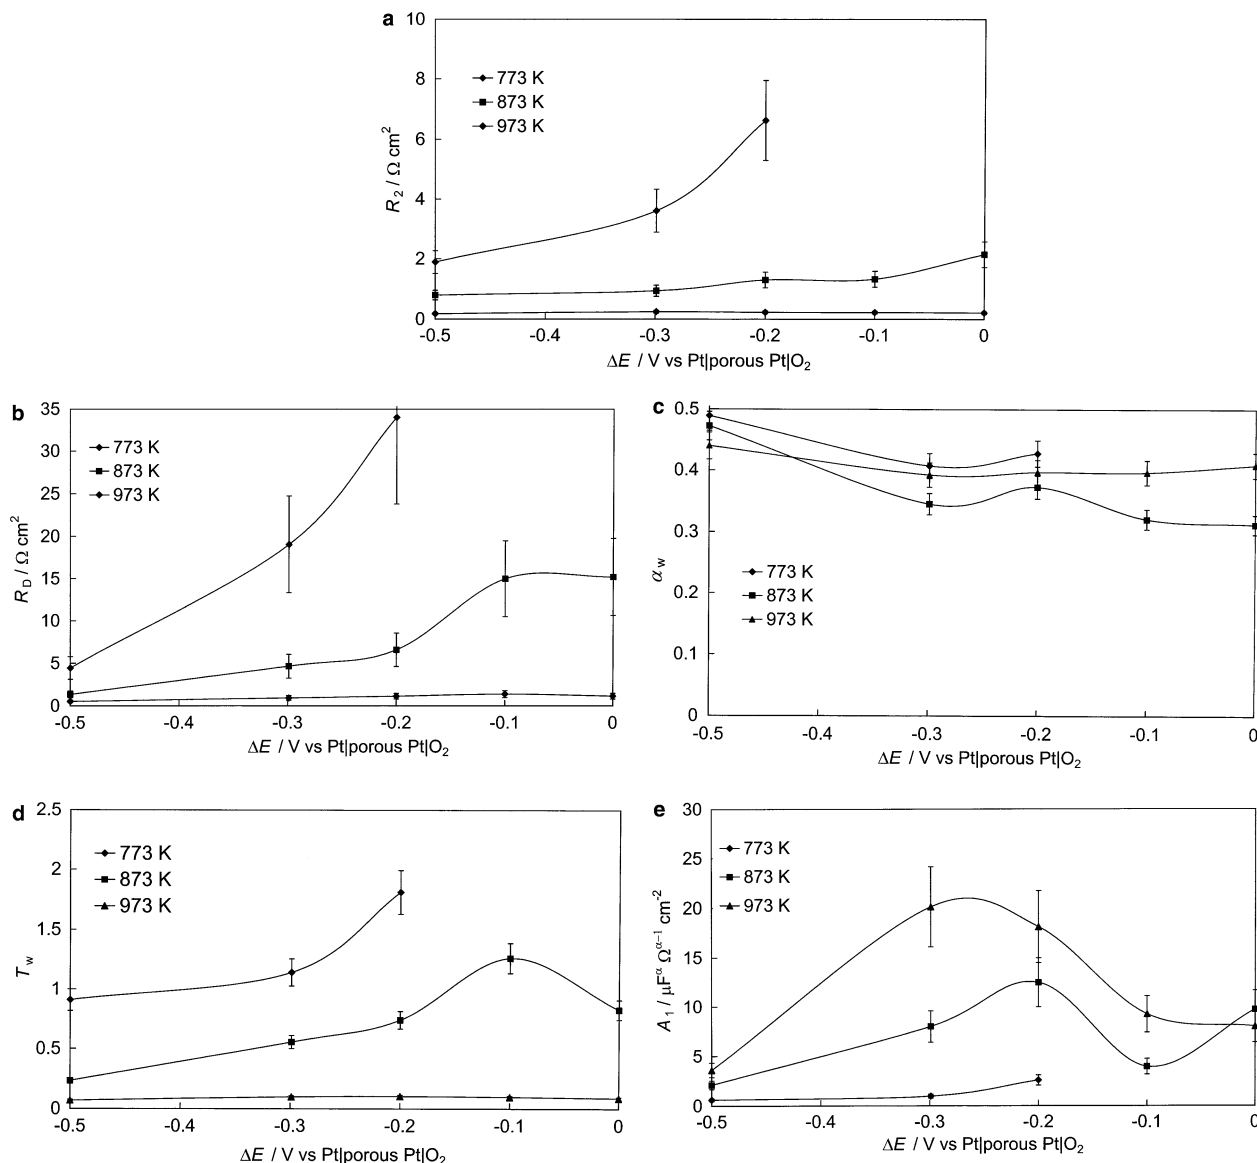 a
10
8
6
4
2
0
773 K
873 K
973 K
R2 / Ω cm2
-0.5 -0.4 -0.3 -0.2 -0.1 0
ΔE / V vs Pt|porous Pt|O2
b
35
30
25
20
15
10
5
0
773 K
873 K
973 K
RD / Ω cm2
-0.5 -0.4 -0.3 -0.2 -0.1 0
ΔE / V vs Pt|porous Pt|O2
c
0.5
0.4
0.3
0.2
0.1
0
773 K
873 K
973 K
αw
-0.5 -0.4 -0.3 -0.2 -0.1 0
ΔE / V vs Pt|porous Pt|O2
d
2.5
2
1.5
1
0.5
0
773 K
873 K
973 K
Tw
-0.5 -0.4 -0.3 -0.2 -0.1 0
ΔE / V vs Pt|porous Pt|O2
e
30
25
20
15
10
5
0
773 K
873 K
973 K
A1 / μFα Ωα−1 cm-2
-0.5 -0.4 -0.3 -0.2 -0.1 0
ΔE / V vs Pt|porous Pt|O2